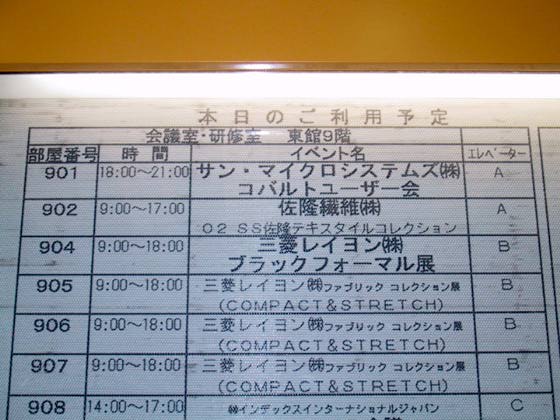 本日のご利用予定
会議室・研修室 東館9階
部屋番号 時間 イベント名 エレベーター
901 18:00〜21:00 サン・マイクロシステムズ㈱ A
コバルトユーザー会
902 9:00〜17:00 佐隆繊維㈱ A
02 SS佐隆テキスタイルコレクション
904 9:00〜18:00 三菱レイヨン㈱ B
ブラックフォーマル展
905 9:00〜18:00 三菱レイヨン㈱ファブリック コレクション展 B
(COMPACT&STRETCH)
906 9:00〜18:00 三菱レイヨン㈱ファブリック コレクション展 B
(COMPACT&STRETCH)
907 9:00〜18:00 三菱レイヨン㈱ファブリック コレクション展 B
(COMPACT&STRETCH)
908 14:00〜17:00 ㈱インデックスインターナショナルジャパン C